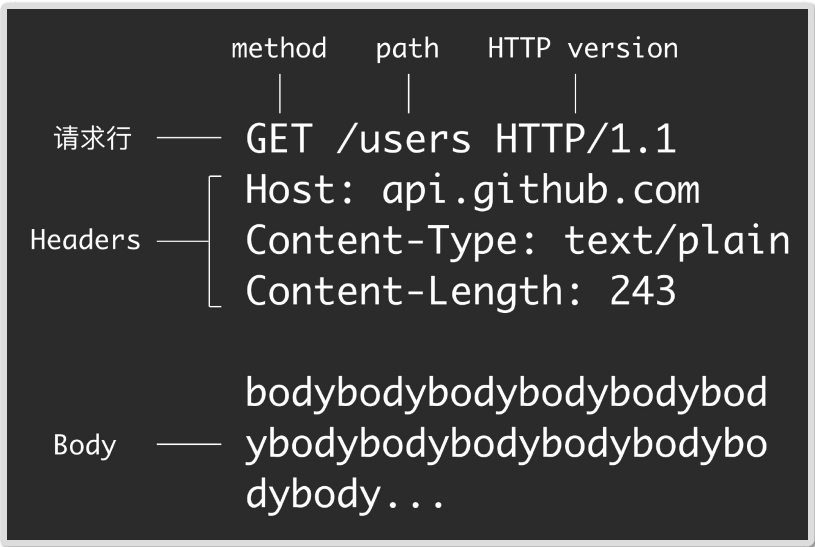 method path HTTP version
请求行 GET /users HTTP/1.1
Host: api.github.com
Headers Content-Type: text/plain
Content-Length: 243
bodybodybodybodybodybod
Body ybodybodybodybodybodybo
dybody...